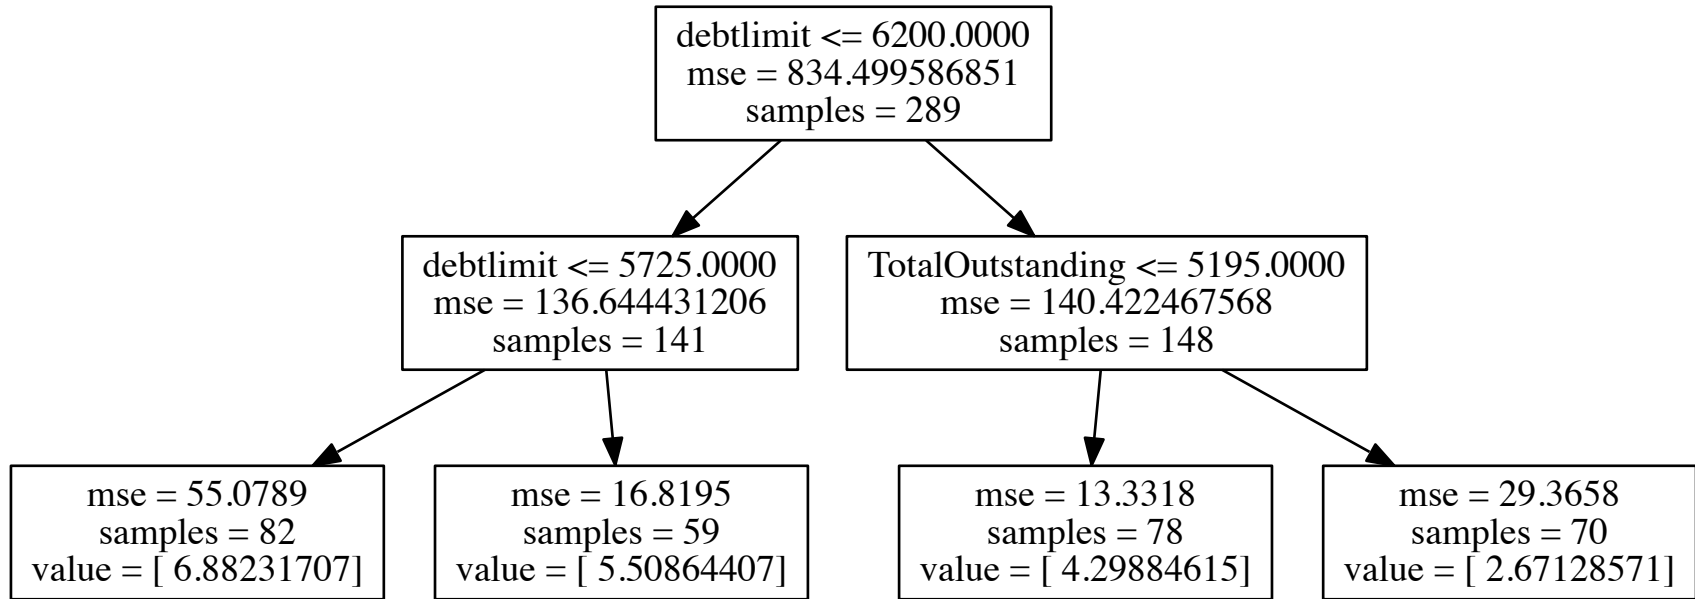 debtlimit <= 6200.0000
mse = 834.499586851
samples = 289
debtlimit <= 5725.0000
mse = 136.644431206
samples = 141
TotalOutstanding <= 5195.0000
mse = 140.422467568
samples = 148
mse = 55.0789
samples = 82
value = [ 6.88231707]
mse = 16.8195
samples = 59
value = [ 5.50864407]
mse = 13.3318
samples = 78
value = [ 4.29884615]
mse = 29.3658
samples = 70
value = [ 2.67128571]